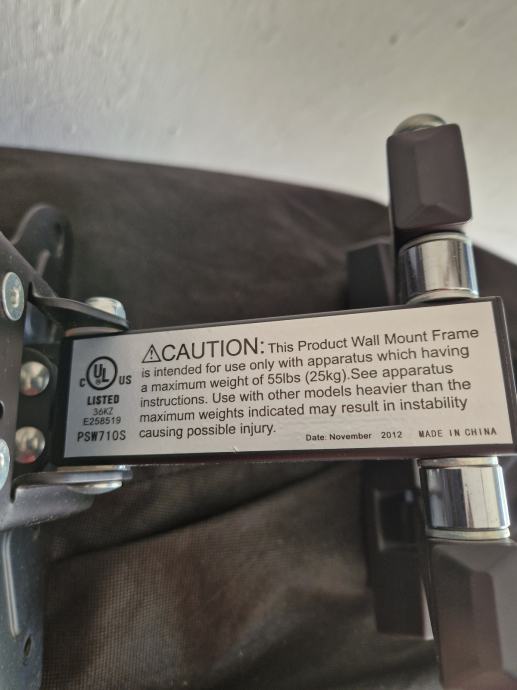 ⚠CAUTION: This Product Wall Mount Frame
is intended for use only with apparatus which having
a maximum weight of 55lbs (25kg).See apparatus
instructions. Use with other models heavier than the
maximum weights indicated may result in instability
causing possible injury.
Date: November 2012 MADE IN CHINA
C UL US
LISTED
36KZ
E258519
PSW710S